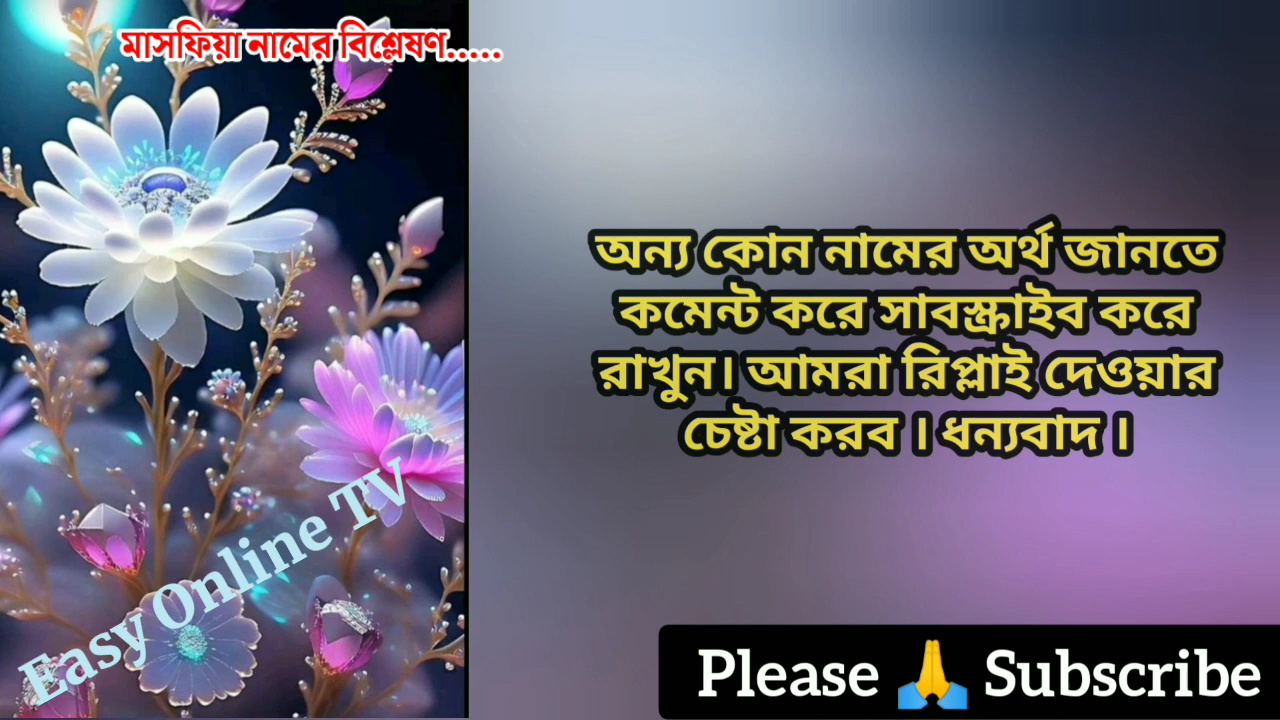 মাসফিয়া নামের বিশ্লেষণ.....
অন্য কোন নামের অর্থ জানতে
কমেন্ট করে সাবস্ক্রাইব করে
রাখুন। আমরা রিপ্লাই দেওয়ার
চেষ্টা করব । ধন্যবাদ ।
Easy Online TV
Please 🙏 Subscribe